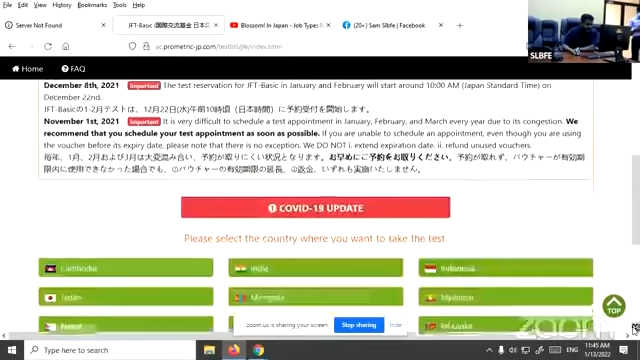 File Edit View History Bookmarks Tools Help
Server Not Found
JFT-Basic (国際交流基金 日本語
Blossom! In Japan - Job Types F
(20+) Sam Slbfe | Facebook
ac.prometric-jp.com/testlist/jfe/index.html
SLBFE
Home FAQ
December 8th, 2021 Important The test reservation for JFT-Basic in January and February will start around 10:00 AM (Japan Standard Time) on
December 22nd.
JFT-Basicの1-2月テストは、12月22日(水)午前10時頃（日本時間）に予約受付を開始します。
November 1st, 2021 Important It is very difficult to schedule a test appointment in January, February, and March every year due to its congestion. We
recommend that you schedule your test appointment as soon as possible. If you are unable to schedule an appointment, even though you are using
the voucher before its expiry date, please note that there is no exception. We DO NOT i. extend expiration date. ii. refund unused vouchers.
毎年、1月、2月および3月は大変混み合い、予約が取りにくい状況となります。お早めにご予約をお取りください。予約が取れず、バウチャーが有効期
限内に使用できなかった場合でも、①バウチャーの有効期限の延長、②返金、いずれも実施いたしません。
COVID-19 UPDATE
Please select the country where you want to take the test.
Cambodia India Indonesia
Japan Mongolia Myanmar
Nepal Sri Lanka
TOP
zoom.us is sharing your screen. Stop sharing Hide
zoom
Type here to search
ENG
11:45 AM
1/13/2022